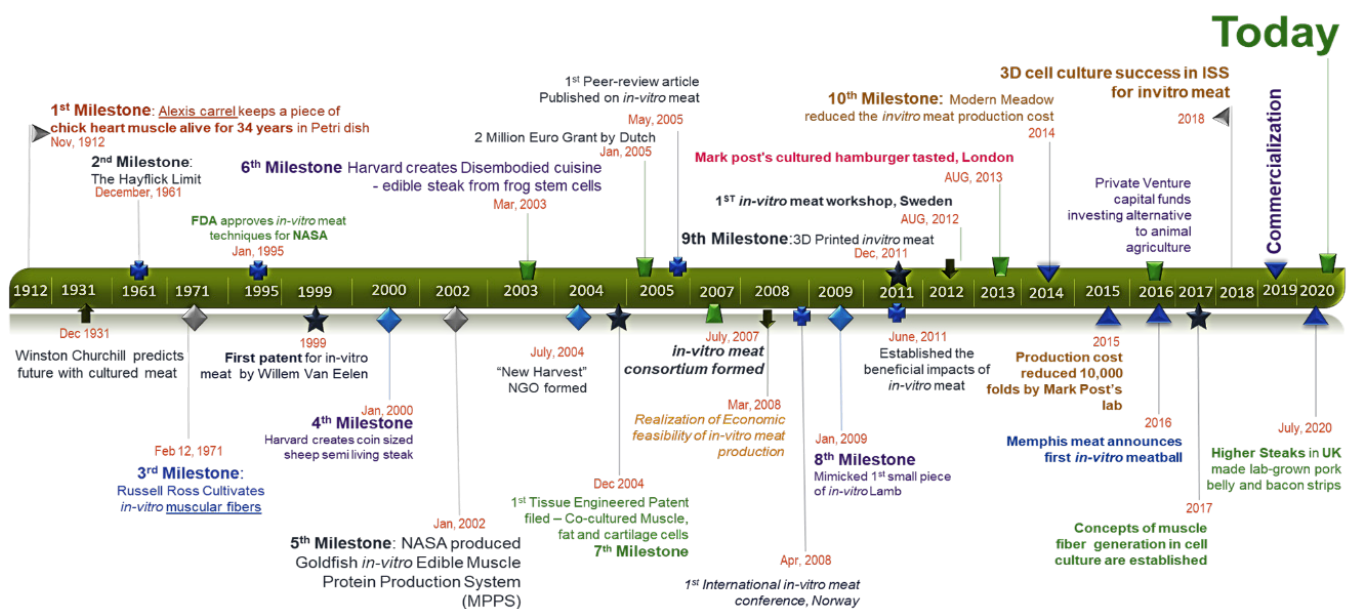 Today
1st Milestone: Alexis carrel keeps a piece of
chick heart muscle alive for 34 years in Petri dish
Nov, 1912
2nd Milestone:
The Hayflick Limit
December, 1961
FDA approves in-vitro meat
techniques for NASA
Jan, 1995
6th Milestone Harvard creates Disembodied cuisine
- edible steak from frog stem cells
Mar, 2003
1st Peer-review article
Published on in-vitro meat
May, 2005
2 Million Euro Grant by Dutch
Jan, 2005
Mark post's cultured hamburger tasted, London
AUG, 2013
1ST in-vitro meat workshop, Sweden
AUG, 2012
9th Milestone:3D Printed invitro meat
Dec, 2011
10th Milestone: Modern Meadow
reduced the invitro meat production cost
2014
3D cell culture success in ISS
for invitro meat
2018
Private Venture
capital funds
investing alternative
to animal
agriculture
Commercialization
1912 1931 1961 1971 1995 1999 2000 2003 2004 2005 2007 2008 2009 2011 2012 2013 2014 2015 2016 2017 2018 2019 2020
Dec 1931
Winston Churchill predicts
future with cultured meat
Feb 12, 1971
3rd Milestone:
Russell Ross Cultivates
in-vitro muscular fibers
1999
First patent for in-vitro
meat by Willem Van Eelen
Jan, 2000
4th Milestone
Harvard creates coin sized
sheep semi living steak
Jan, 2002
5th Milestone: NASA produced
Goldfish in-vitro Edible Muscle
Protein Production System
(MPPS)
July, 2004
“New Harvest”
NGO formed
Dec 2004
1st Tissue Engineered Patent
filed – Co-cultured Muscle,
fat and cartilage cells
7th Milestone
July, 2007
in-vitro meat
consortium formed
Mar, 2008
Realization of Economic
feasibility of in-vitro meat
production
Apr, 2008
1st International in-vitro meat
conference, Norway
Jan, 2009
8th Milestone
Mimicked 1st small piece
of in-vitro Lamb
June, 2011
Established the
beneficial impacts of
in-vitro meat
2015
Production cost
reduced 10,000
folds by Mark Post's
lab
2016
Memphis meat announces
first in-vitro meatball
2017
Concepts of muscle
fiber generation in cell
culture are established
July, 2020
Higher Steaks in UK
made lab-grown pork
belly and bacon strips